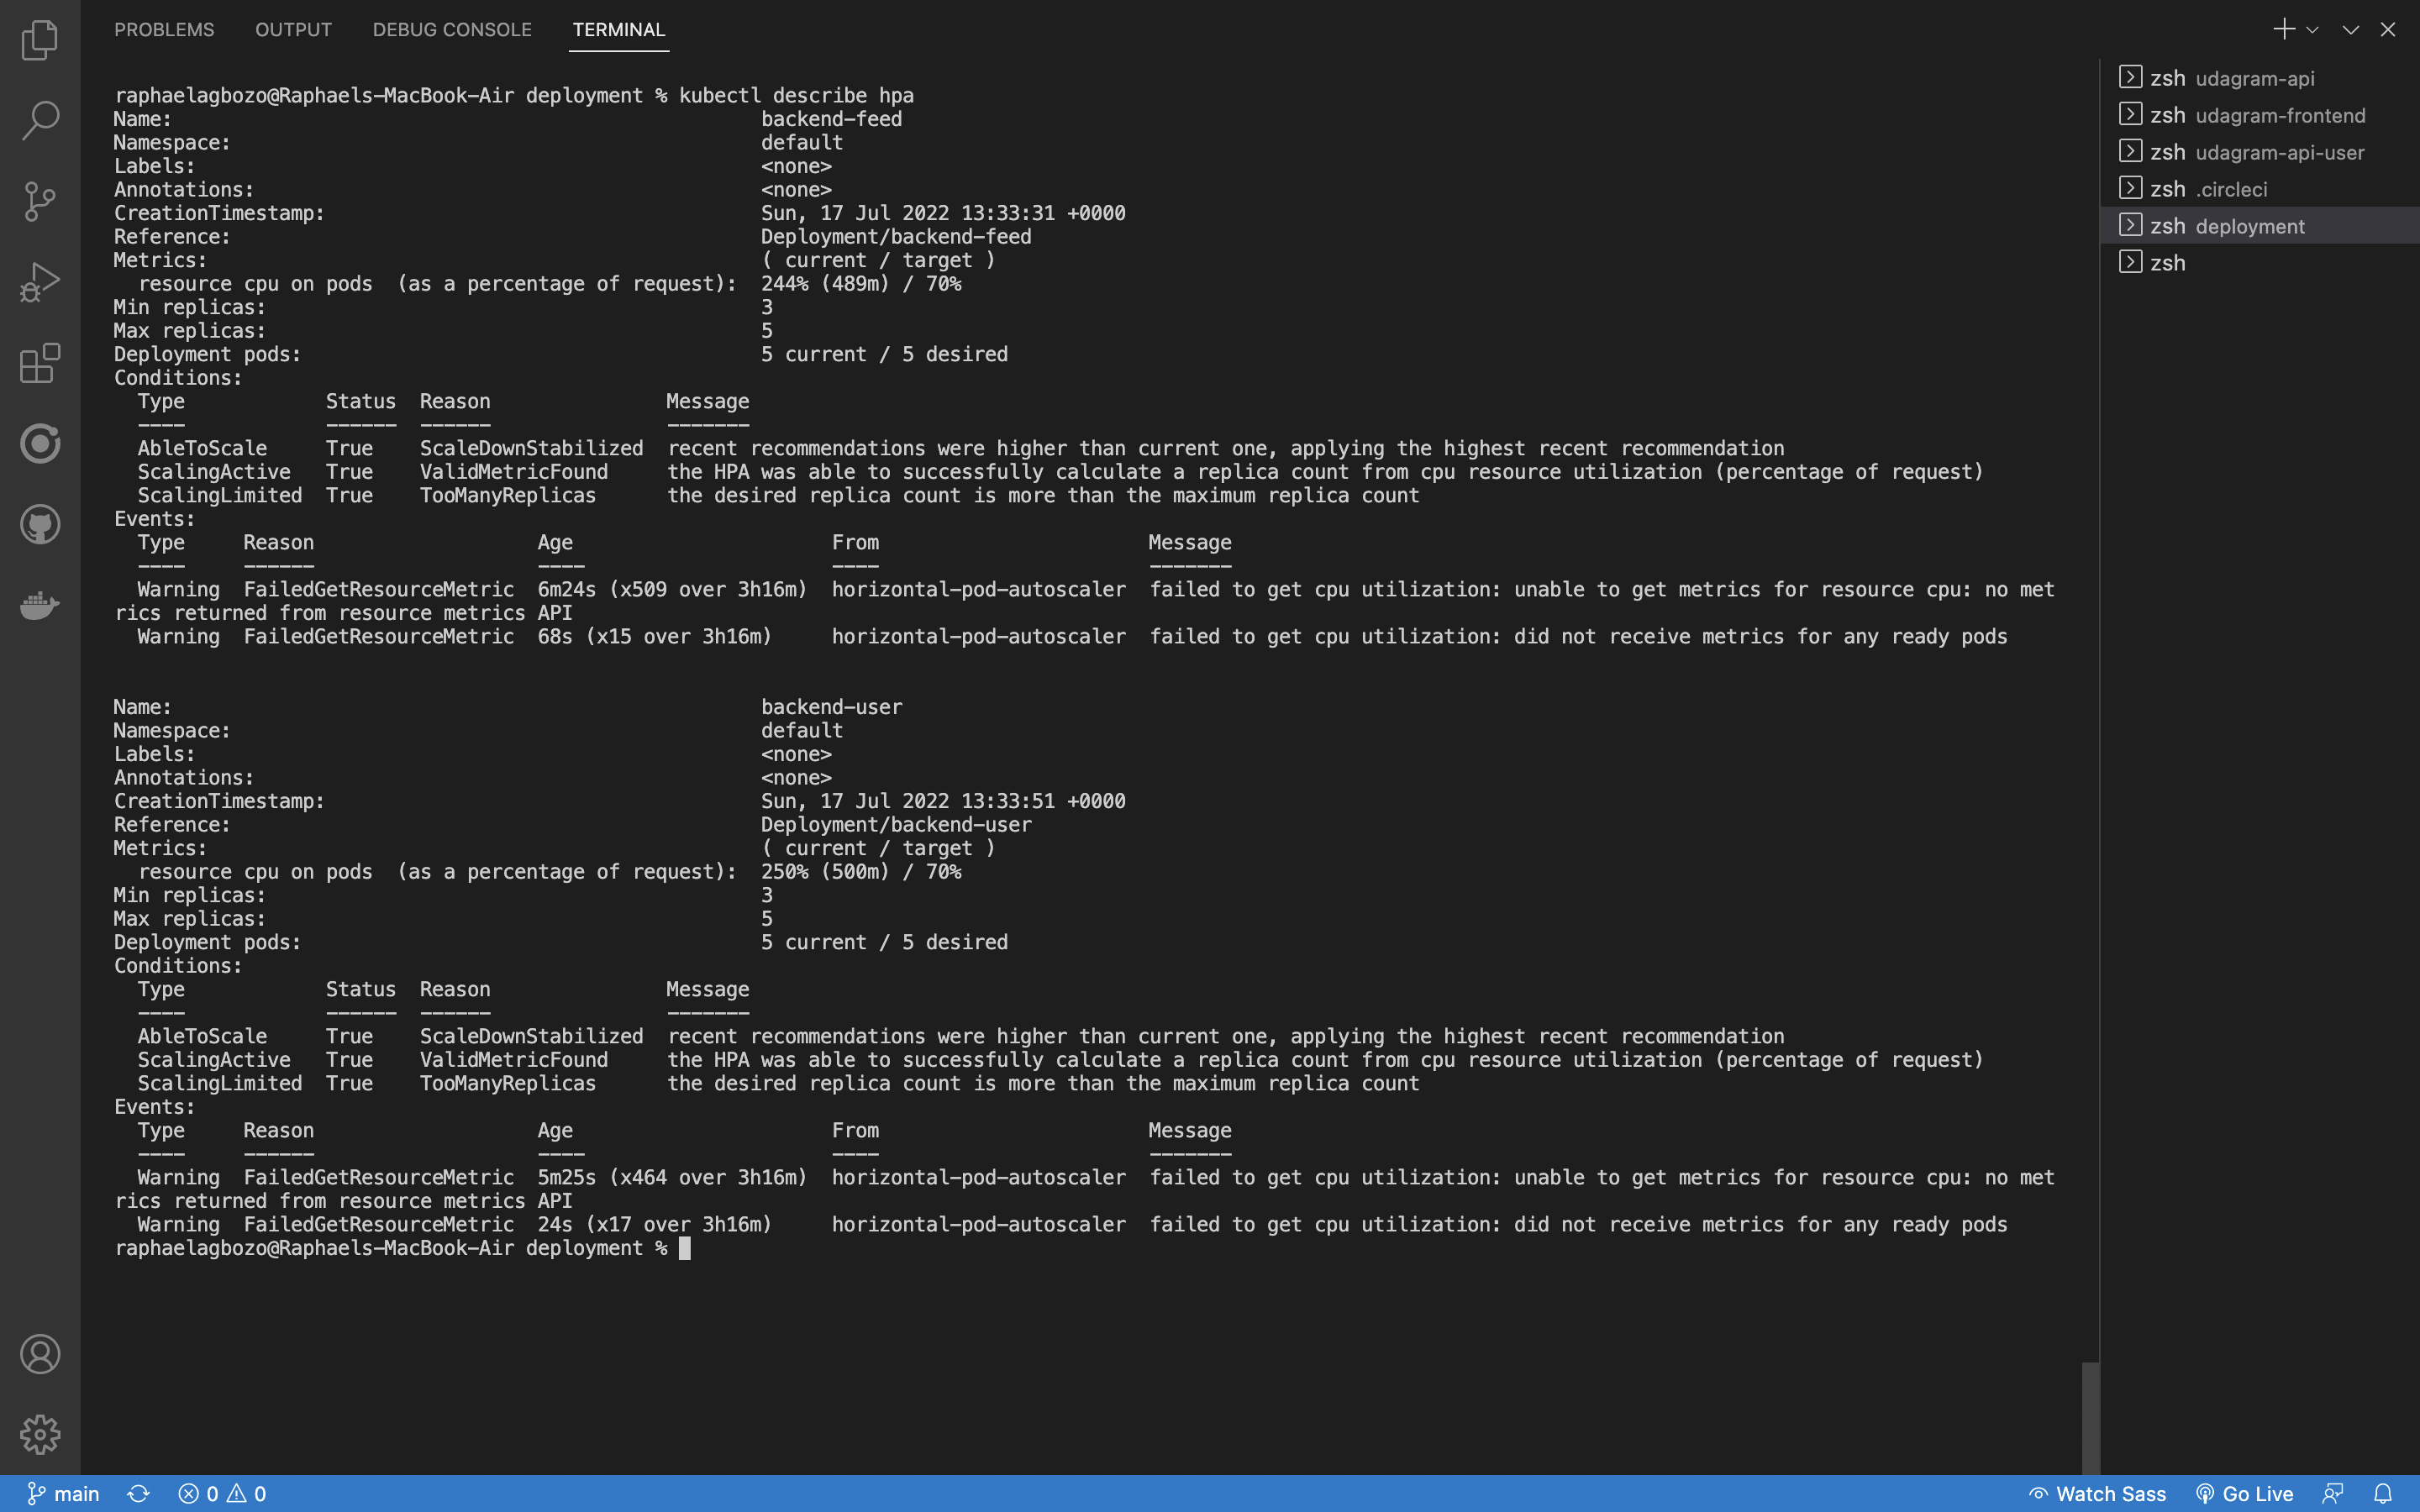 PROBLEMS OUTPUT DEBUG CONSOLE TERMINAL
raphaelagbozo@Raphaels-MacBook-Air deployment % kubectl describe hpa
Name: backend-feed
Namespace: default
Labels: <none>
Annotations: <none>
CreationTimestamp: Sun, 17 Jul 2022 13:33:31 +0000
Reference: Deployment/backend-feed
Metrics: ( current / target )
resource cpu on pods (as a percentage of request): 244% (489m) / 70%
Min replicas: 3
Max replicas: 5
Deployment pods: 5 current / 5 desired
Conditions:
Type Status Reason Message
---- ------ ------ -------
AbleToScale True ScaleDownStabilized recent recommendations were higher than current one, applying the highest recent recommendation
ScalingActive True ValidMetricFound the HPA was able to successfully calculate a replica count from cpu resource utilization (percentage of request)
ScalingLimited True TooManyReplicas the desired replica count is more than the maximum replica count
Events:
Type Reason Age From Message
---- ------ ---- ---- -------
Warning FailedGetResourceMetric 6m24s (x509 over 3h16m) horizontal-pod-autoscaler failed to get cpu utilization: unable to get metrics for resource cpu: no met
rics returned from resource metrics API
Warning FailedGetResourceMetric 68s (x15 over 3h16m) horizontal-pod-autoscaler failed to get cpu utilization: did not receive metrics for any ready pods
Name: backend-user
Namespace: default
Labels: <none>
Annotations: <none>
CreationTimestamp: Sun, 17 Jul 2022 13:33:51 +0000
Reference: Deployment/backend-user
Metrics: ( current / target )
resource cpu on pods (as a percentage of request): 250% (500m) / 70%
Min replicas: 3
Max replicas: 5
Deployment pods: 5 current / 5 desired
Conditions:
Type Status Reason Message
---- ------ ------ -------
AbleToScale True ScaleDownStabilized recent recommendations were higher than current one, applying the highest recent recommendation
ScalingActive True ValidMetricFound the HPA was able to successfully calculate a replica count from cpu resource utilization (percentage of request)
ScalingLimited True TooManyReplicas the desired replica count is more than the maximum replica count
Events:
Type Reason Age From Message
---- ------ ---- ---- -------
Warning FailedGetResourceMetric 5m25s (x464 over 3h16m) horizontal-pod-autoscaler failed to get cpu utilization: unable to get metrics for resource cpu: no met
rics returned from resource metrics API
Warning FailedGetResourceMetric 24s (x17 over 3h16m) horizontal-pod-autoscaler failed to get cpu utilization: did not receive metrics for any ready pods
raphaelagbozo@Raphaels-MacBook-Air deployment %
zsh udagram-api
zsh udagram-frontend
zsh udagram-api-user
zsh .circleci
zsh deployment
zsh
main 0 0 Watch Sass Go Live